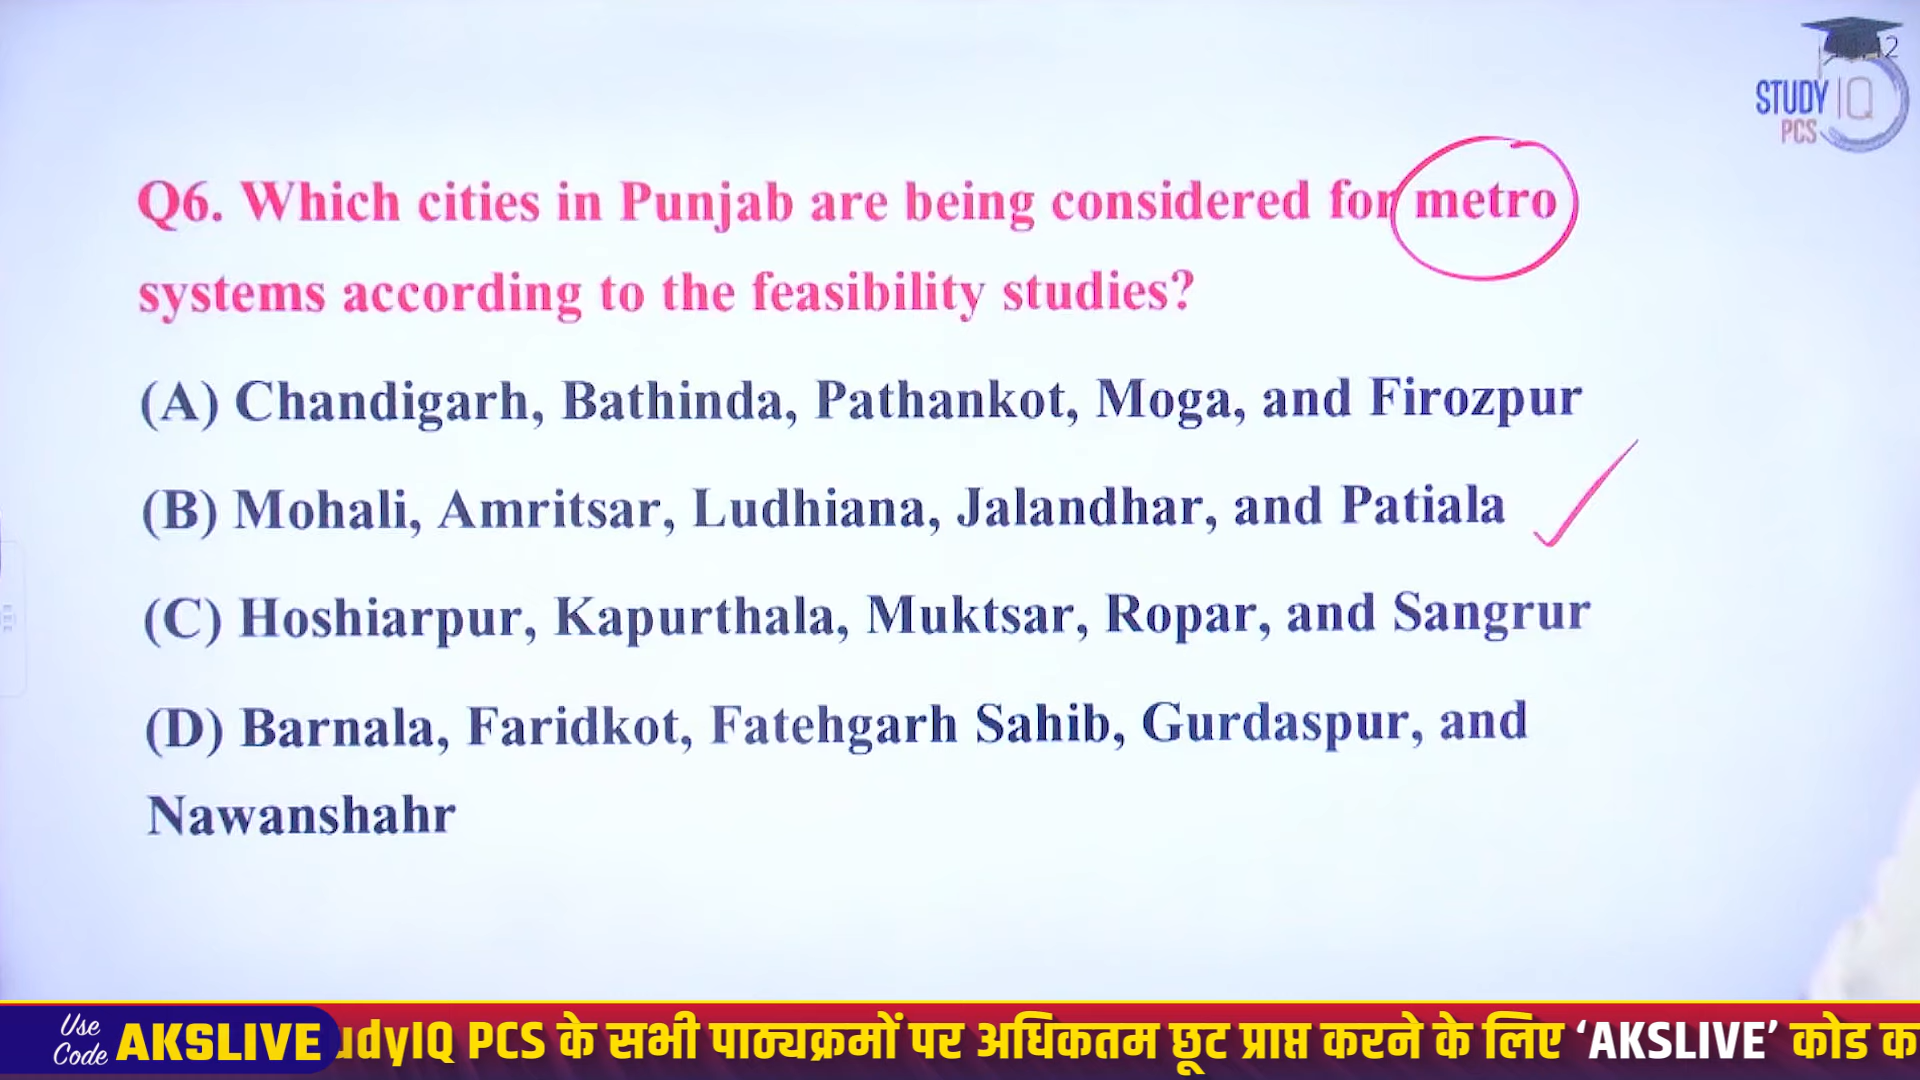 STUDY IQ
PCS
Q6. Which cities in Punjab are being considered for metro
systems according to the feasibility studies?
(A) Chandigarh, Bathinda, Pathankot, Moga, and Firozpur
(B) Mohali, Amritsar, Ludhiana, Jalandhar, and Patiala
(C) Hoshiarpur, Kapurthala, Muktsar, Ropar, and Sangrur
(D) Barnala, Faridkot, Fatehgarh Sahib, Gurdaspur, and
Nawanshahr
Use
Code
AKSLIVE
udyIQ PCS के सभी पाठ्यक्रमों पर अधिकतम छूट प्राप्त करने के लिए ‘AKSLIVE’ कोड क